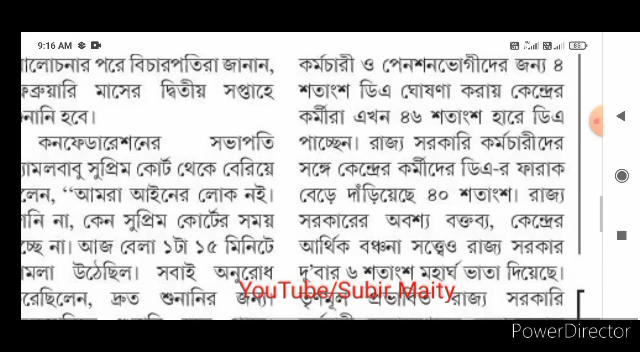 9:16 AM
আলোচনার পরে বিচারপতিরা জানান,
ফেব্রুয়ারি মাসের দ্বিতীয় সপ্তাহে
শুনানি হবে।
কনফেডারেশনের সভাপতি
শ্যামলবাবু সুপ্রিম কোর্ট থেকে বেরিয়ে
বলেন, “আমরা আইনের লোক নই।
জানি না, কেন সুপ্রিম কোর্টের সময়
হচ্ছে না। আজ বেলা ১টা ১৫ মিনিটে
মামলা উঠেছিল। সবাই অনুরোধ
করেছিলেন, দ্রুত শুনানির জন্য।
কর্মচারী ও পেনশনভোগীদের জন্য ৪
শতাংশ ডিএ ঘোষণা করায় কেন্দ্রের
কর্মীরা এখন ৪৬ শতাংশ হারে ডিএ
পাচ্ছেন। রাজ্য সরকারি কর্মচারীদের
সঙ্গে কেন্দ্রের কর্মীদের ডিএ-র ফারাক
বেড়ে দাঁড়িয়েছে ৪০ শতাংশ। রাজ্য
সরকারের অবশ্য বক্তব্য, কেন্দ্রের
আর্থিক বঞ্চনা সত্ত্বেও রাজ্য সরকার
দু’বার ৬ শতাংশ মহার্ঘ ভাতা দিয়েছে।
তৃণমূল প্রভাবিত রাজ্য সরকারি
YouTube/Subir Maity
PowerDirector